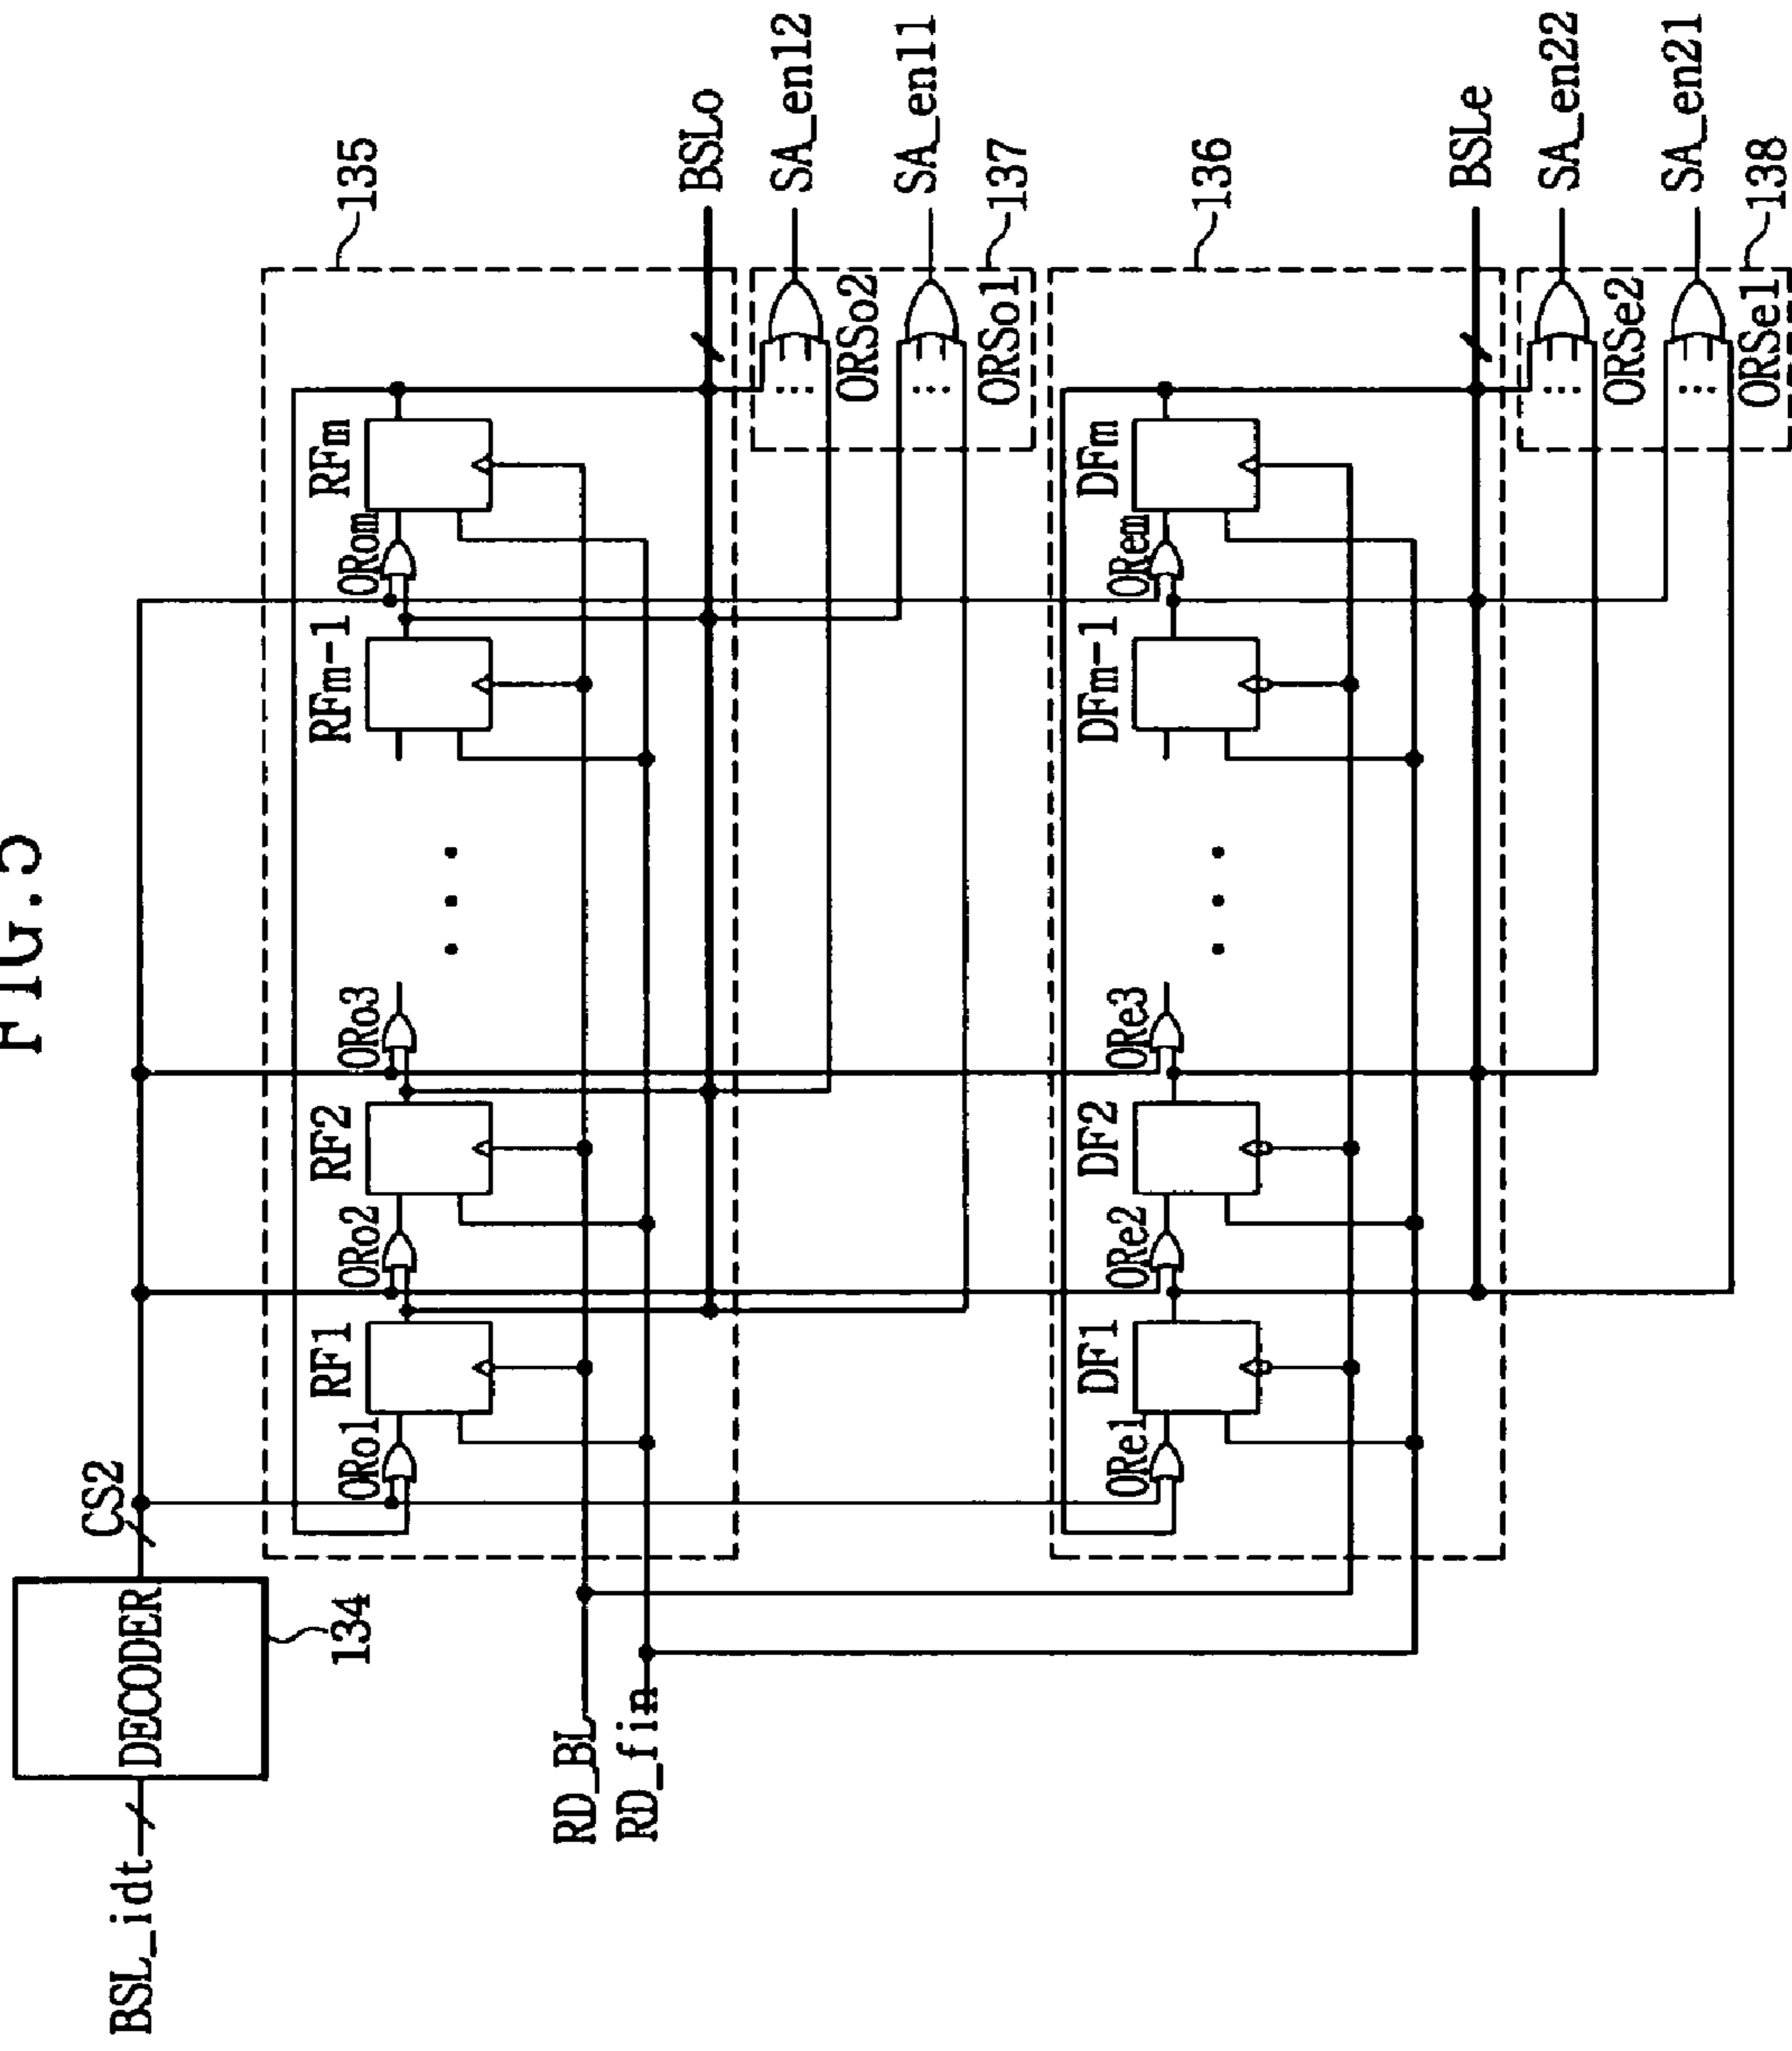 FIG.5
BSL_idt
DECODER
134
CS2
RD_BL
RD_fin
135
ORo1
RF1
ORo2
RF2
ORo3
RFm-1
ORom
RFm
BSLo
SA_en12
ORSo2
SA_en11
ORSo1
137
136
ORe1
DF1
ORe2
DF2
ORe3
DFm-1
ORem
DFm
BSLe
SA_en22
ORSe2
SA_en21
ORSe1
138